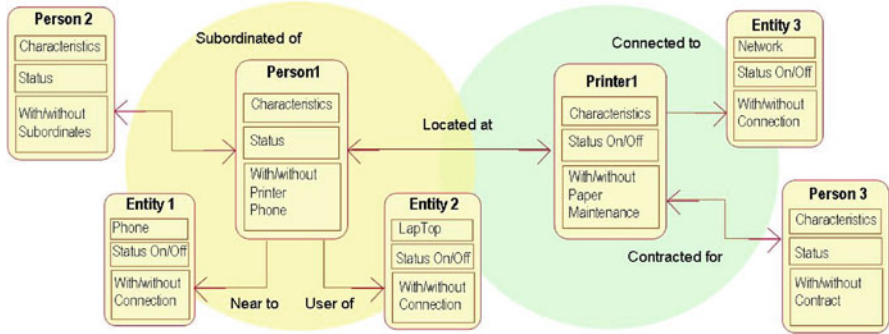 Person 2
Characteristics
Status
With/without
Subordinates
Subordinated of
Person1
Characteristics
Status
With/without
Printer
Phone
Entity 1
Phone
Status On/Off
With/without
Connection
Near to
User of
Entity 2
LapTop
Status On/Off
With/without
Connection
Located at
Connected to
Printer1
Characteristics
Status On/Off
With/without
Paper
Maintenance
Entity 3
Network
Status On/Off
With/without
Connection
Contracted for
Person 3
Characteristics
Status
With/without
Contract